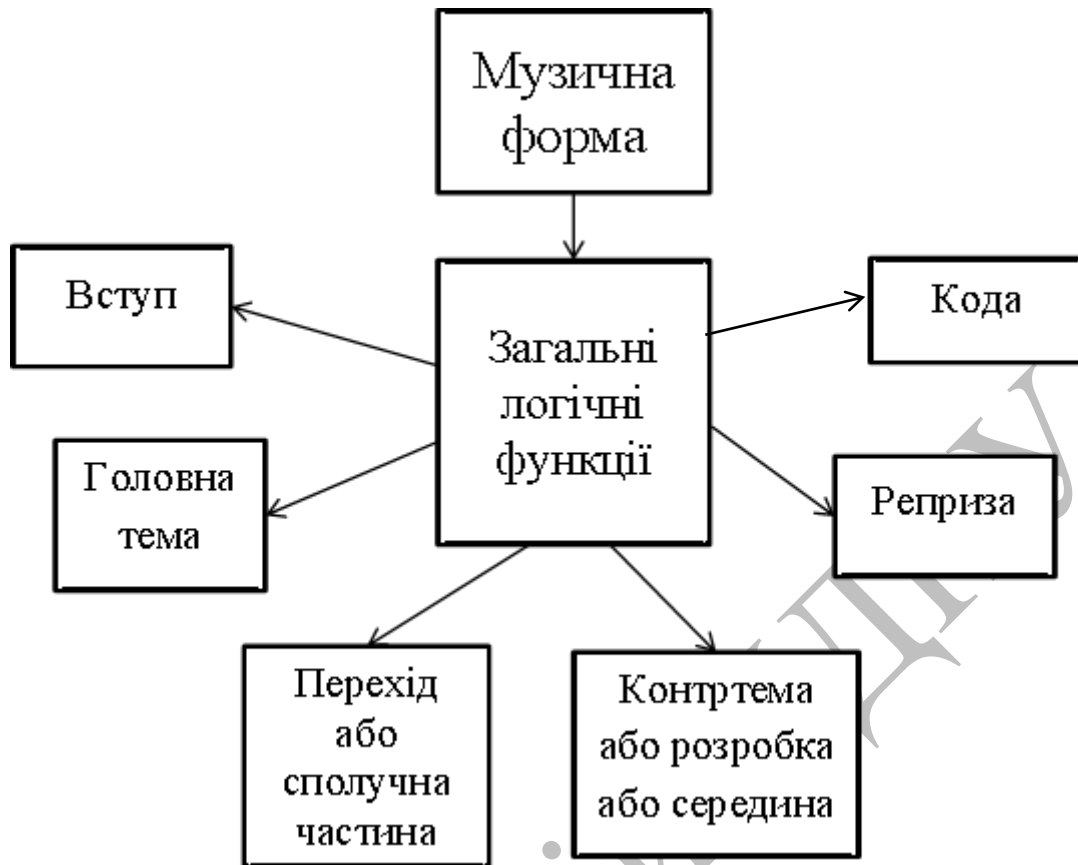 Музична
форма
Вступ
Загальні
логічні
функції
Кода
Головна
тема
Реприза
Перехід
або
сполучна
частина
Контртема
або розробка
або середина